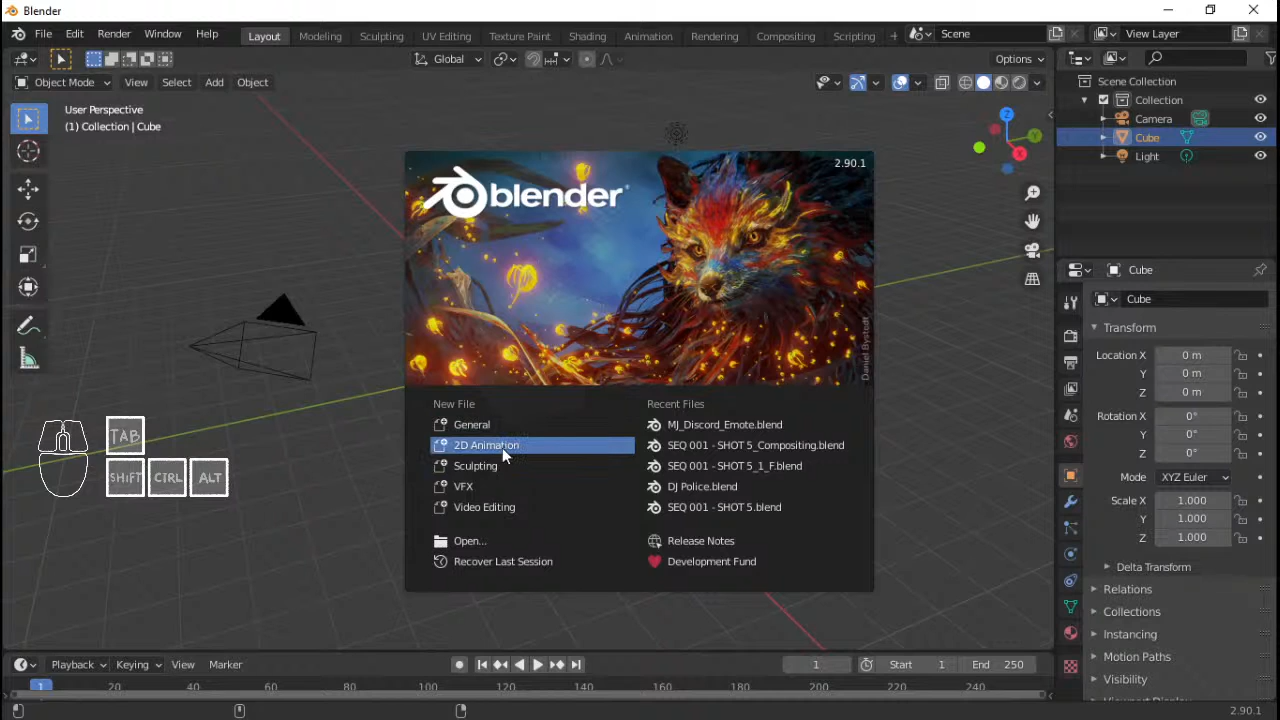 Blender
File Edit Render Window Help Layout Modeling Sculpting UV Editing Texture Paint Shading Animation Rendering Compositing Scripting + Scene View Layer
Global Options
Object Mode View Select Add Object
User Perspective
(1) Collection | Cube
Scene Collection
Collection
Camera
Cube
Light
Z
Y
X
2.90.1
blender
Daniel Bystedt
New File
General
2D Animation
Sculpting
VFX
Video Editing
Open...
Recover Last Session
Recent Files
MJ_Discord_Emote.blend
SEQ 001 - SHOT 5_Compositing.blend
SEQ 001 - SHOT 5_1_F.blend
DJ Police.blend
SEQ 001 - SHOT 5.blend
Release Notes
Development Fund
TAB
SHIFT CTRL ALT
Cube
Cube
Transform
Location X 0 m
Y 0 m
Z 0 m
Rotation X 0°
Y 0°
Z 0°
Mode XYZ Euler
Scale X 1.000
Y 1.000
Z 1.000
Delta Transform
Relations
Collections
Instancing
Motion Paths
Visibility
Viewport Display
Playback Keying View Marker 1 Start 1 End 250
1 20 40 60 80 100 120 140 160 180 200 220 240
2.90.1